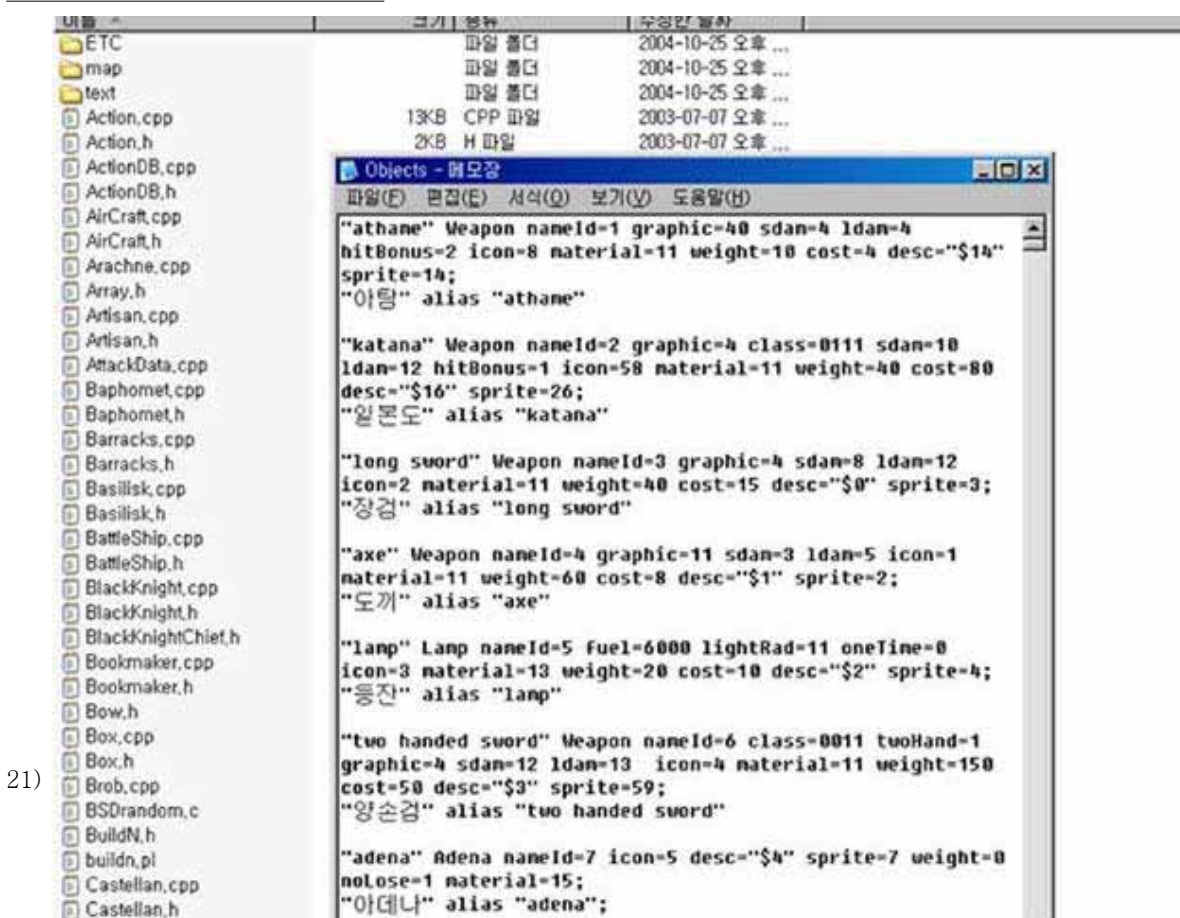 이름 크기 종류 수정한 날짜
ETC 파일 폴더 2004-10-25 오후 ...
map 파일 폴더 2004-10-25 오후 ...
text 파일 폴더 2004-10-25 오후 ...
Action.cpp 13KB CPP 파일 2003-07-07 오후 ...
Action.h 2KB H 파일 2003-07-07 오후 ...
ActionDB.cpp
ActionDB.h
AirCraft.cpp
AirCraft.h
Arachne.cpp
Array.h
Artisan.cpp
Artisan.h
AttackData.cpp
Baphomet.cpp
Baphomet.h
Barracks.cpp
Barracks.h
Basilisk.cpp
Basilisk.h
BattleShip.cpp
BattleShip.h
BlackKnight.cpp
BlackKnight.h
BlackKnightChief.h
Bookmaker.cpp
Bookmaker.h
Bow.h
Box.cpp
Box.h
Brob.cpp
BSDrandom.c
BuildN.h
buildn.pl
Castellan.cpp
Castellan.h
Objects - 메모장
파일(F) 편집(E) 서식(O) 보기(V) 도움말(H)
"athame" Weapon nameId=1 graphic=40 sdam=4 ldam=4
hitBonus=2 icon=8 material=11 weight=10 cost=4 desc="$14"
sprite=14;
"아탐" alias "athame"
"katana" Weapon nameId=2 graphic=4 class=0111 sdam=10
ldam=12 hitBonus=1 icon=58 material=11 weight=40 cost=80
desc="$16" sprite=26;
"일본도" alias "katana"
"long sword" Weapon nameId=3 graphic=4 sdam=8 ldam=12
icon=2 material=11 weight=40 cost=15 desc="$0" sprite=3;
"장검" alias "long sword"
"axe" Weapon nameId=4 graphic=11 sdam=3 ldam=5 icon=1
material=11 weight=60 cost=8 desc="$1" sprite=2;
"도끼" alias "axe"
"lamp" Lamp nameId=5 fuel=6000 lightRad=11 oneTime=0
icon=3 material=13 weight=20 cost=10 desc="$2" sprite=4;
"등잔" alias "lamp"
"two handed sword" Weapon nameId=6 class=0011 twoHand=1
graphic=4 sdam=12 ldam=13 icon=4 material=11 weight=150
cost=50 desc="$3" sprite=59;
"양손검" alias "two handed sword"
"adena" Adena nameId=7 icon=5 desc="$4" sprite=7 weight=0
noLose=1 material=15;
"아데나" alias "adena";
21)